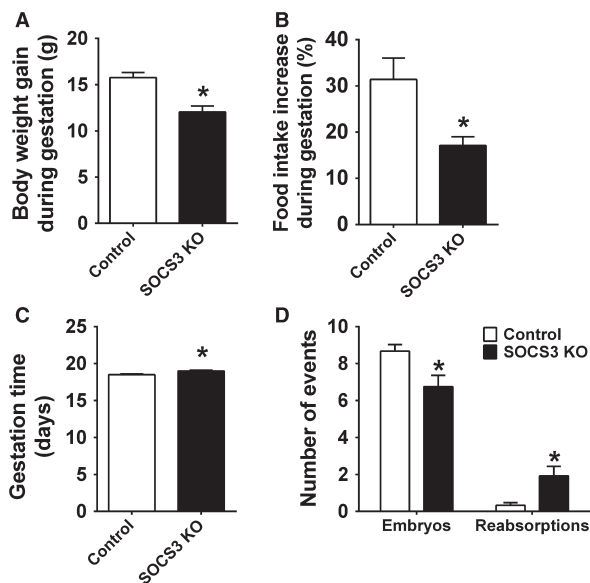 A
Body weight gain
during gestation (g)
20
15
10
5
0
*
Control
SOCS3 KO
B
Food intake increase
during gestation (%)
40
30
20
10
0
*
Control
SOCS3 KO
C
Gestation time
(days)
25
20
15
10
5
0
*
Control
SOCS3 KO
D
Number of events
10
8
6
4
2
0
Control
SOCS3 KO
*
*
Embryos
Reabsorptions